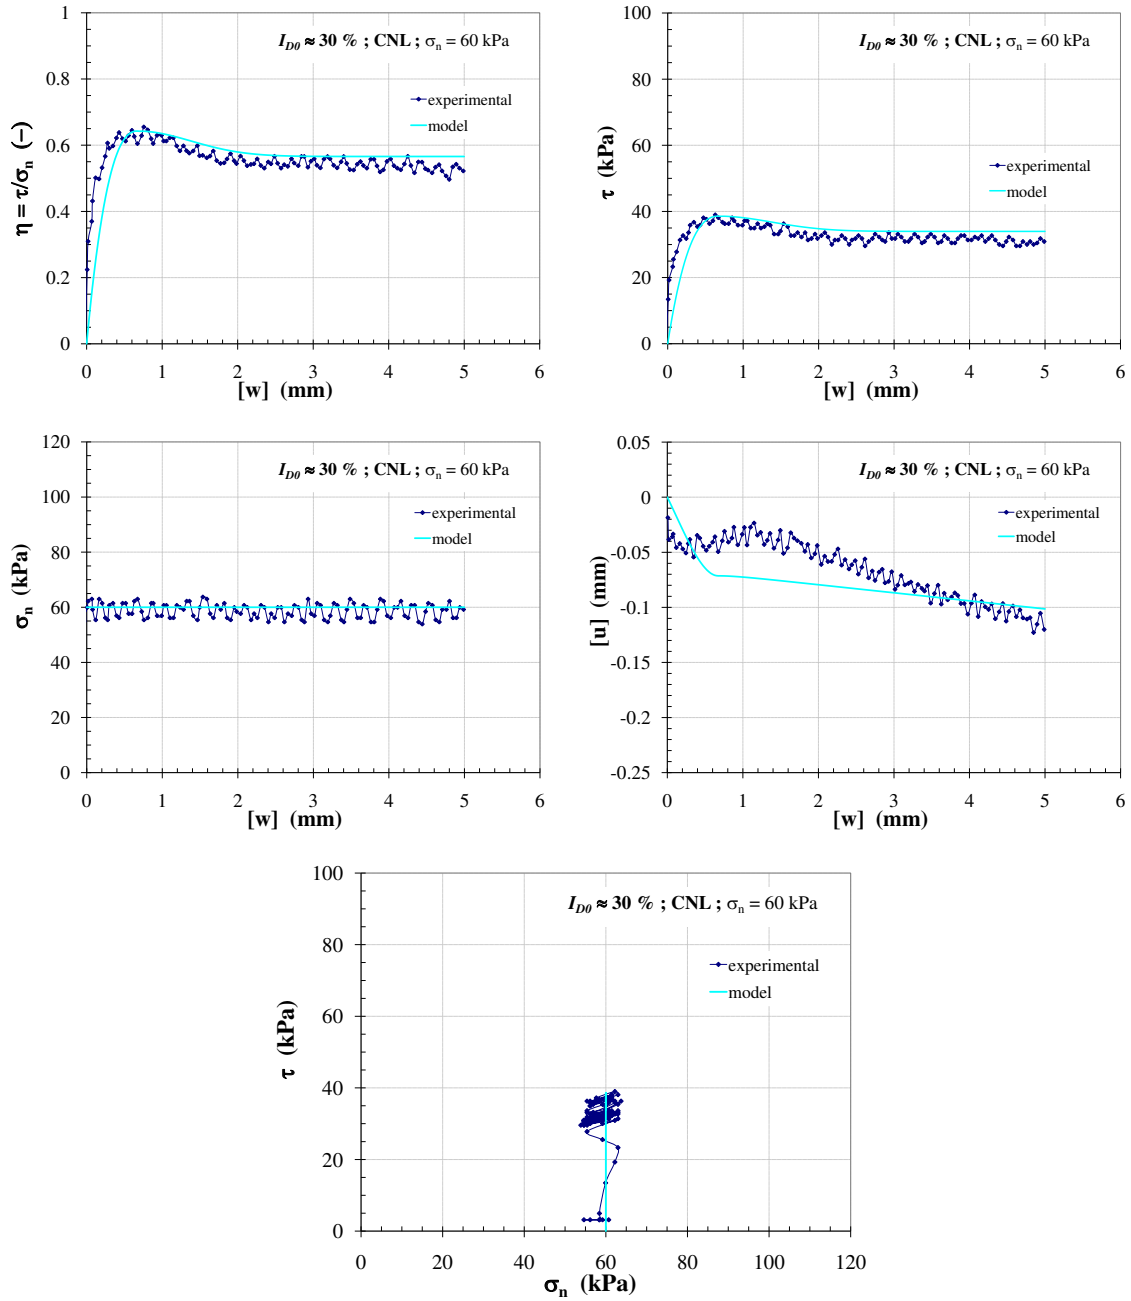 1
0.8
0.6
0.4
0.2
0
0 1 2 3 4 5 6
η = τ/σn (−)
[w] (mm)
I_D0 ≈ 30 % ; CNL ; σn = 60 kPa
experimental
model
100
80
60
40
20
0
0 1 2 3 4 5 6
τ (kPa)
[w] (mm)
I_D0 ≈ 30 % ; CNL ; σn = 60 kPa
experimental
model
120
100
80
60
40
20
0
0 1 2 3 4 5 6
σn (kPa)
[w] (mm)
I_D0 ≈ 30 % ; CNL ; σn = 60 kPa
experimental
model
0.05
0
-0.05
-0.1
-0.15
-0.2
-0.25
0 1 2 3 4 5 6
[u] (mm)
[w] (mm)
I_D0 ≈ 30 % ; CNL ; σn = 60 kPa
experimental
model
100
80
60
40
20
0
0 20 40 60 80 100 120
τ (kPa)
σn (kPa)
I_D0 ≈ 30 % ; CNL ; σn = 60 kPa
experimental
model